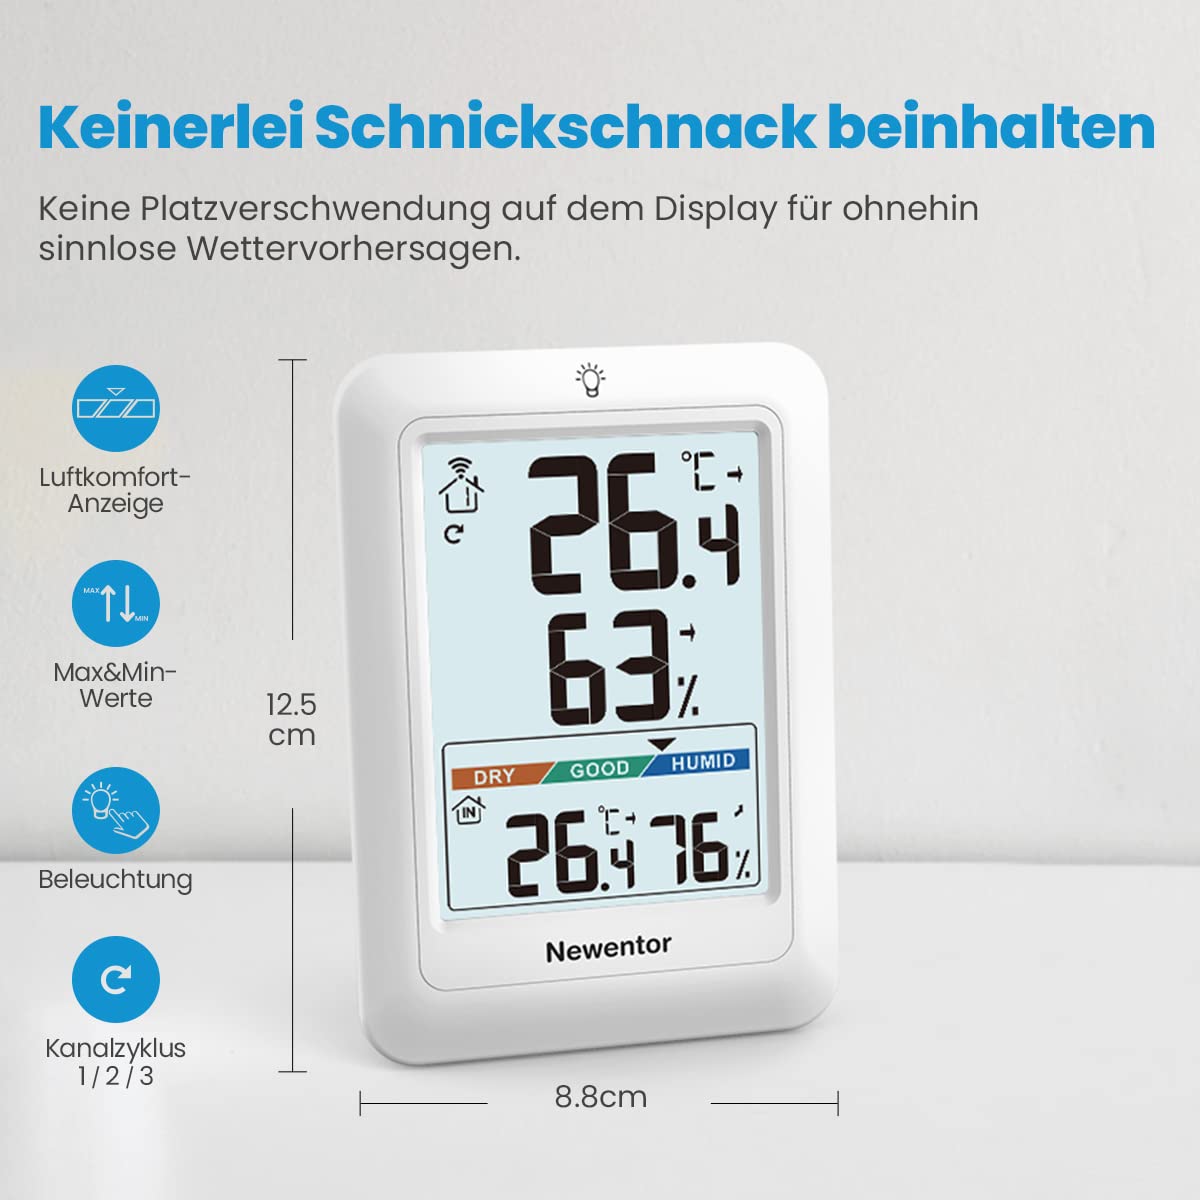 Keinerlei Schnickschnack beinhalten
Keine Platzverschwendung auf dem Display für ohnehin
sinnlose Wettervorhersagen.
Luftkomfort-
Anzeige
MAX
MIN
Max&Min-
Werte
Beleuchtung
Kanalzyklus
1 / 2 / 3
12.5
cm
26.4 °C
63 %
DRY GOOD HUMID
IN
26.4 °C 76 %
Newentor
8.8cm